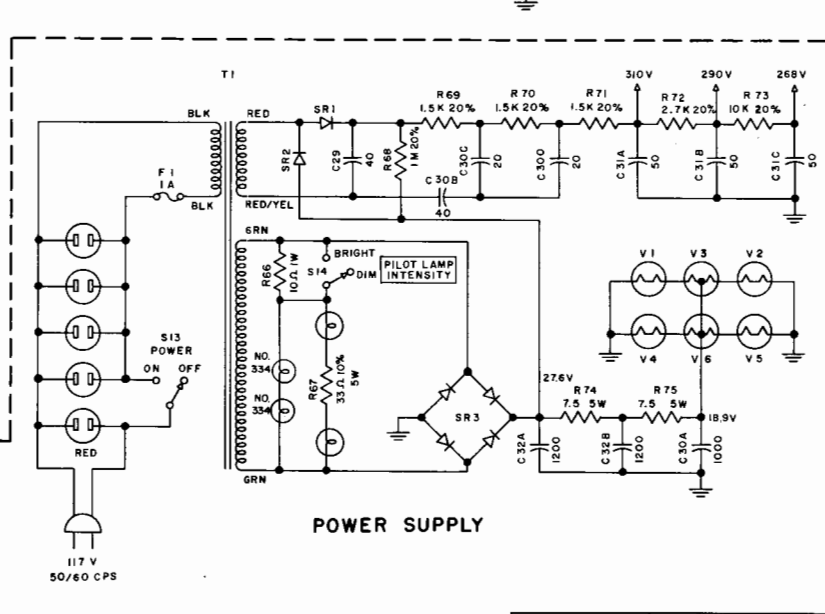 T1
BLK
RED
SR1
SR2
C29
40
R68
1M 20%
R69
1.5K 20%
R70
1.5K 20%
R71
1.5K 20%
310V
R72
2.7K 20%
290V
R73
10K 20%
268V
C30C
20
C30D
20
C31A
50
C31B
50
C31C
50
F1
1A
BLK
RED/YEL
C30B
40
GRN
R66
10Ω 1W
S14
BRIGHT
DIM
PILOT LAMP
INTENSITY
V1
V3
V2
V4
V6
V5
S13
POWER
ON
OFF
NO.
334
NO.
334
R67
33Ω 10%
5W
SR3
27.6V
R74
7.5 5W
R75
7.5 5W
18.9V
C32A
1200
C32B
1200
C30A
1000
RED
GRN
POWER SUPPLY
117 V
50/60 CPS